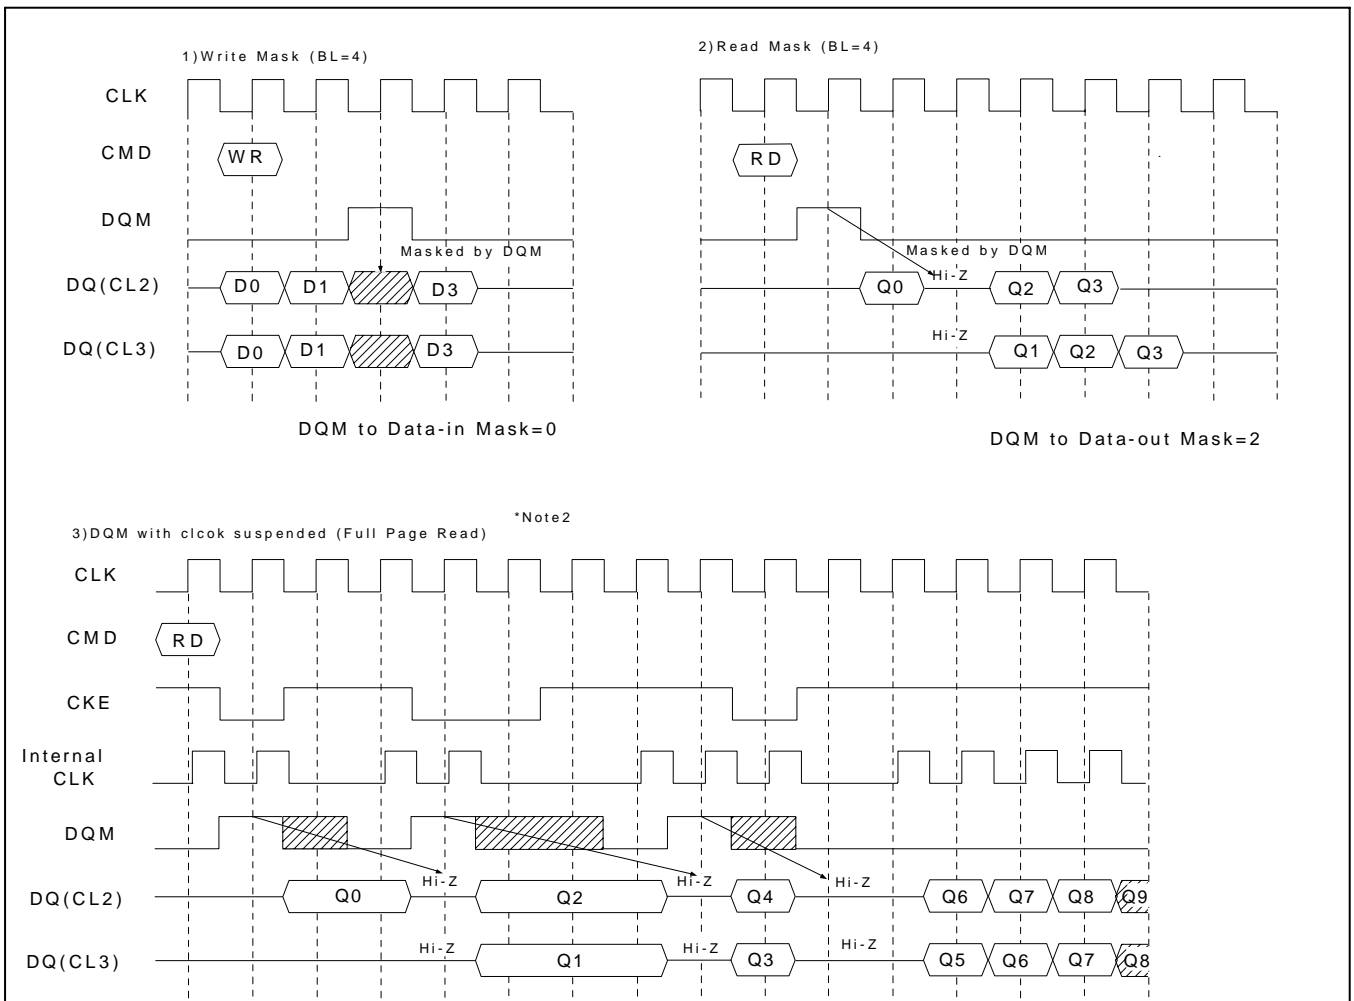 1)Write Mask (BL=4)
2)Read Mask (BL=4)
CLK
CMD
WR
RD
DQM
Masked by DQM
Masked by DQM
DQ(CL2)
D0
D1
D3
Q0
Hi-Z
Q2
Q3
DQ(CL3)
D0
D1
D3
Hi-Z
Q1
Q2
Q3
DQM to Data-in Mask=0
DQM to Data-out Mask=2
*Note2
3)DQM with clcok suspended (Full Page Read)
CLK
CMD
RD
CKE
Internal
CLK
DQM
DQ(CL2)
Q0
Hi-Z
Q2
Hi-Z
Q4
Hi-Z
Q6
Q7
Q8
Q9
DQ(CL3)
Hi-Z
Q1
Hi-Z
Q3
Hi-Z
Q5
Q6
Q7
Q8